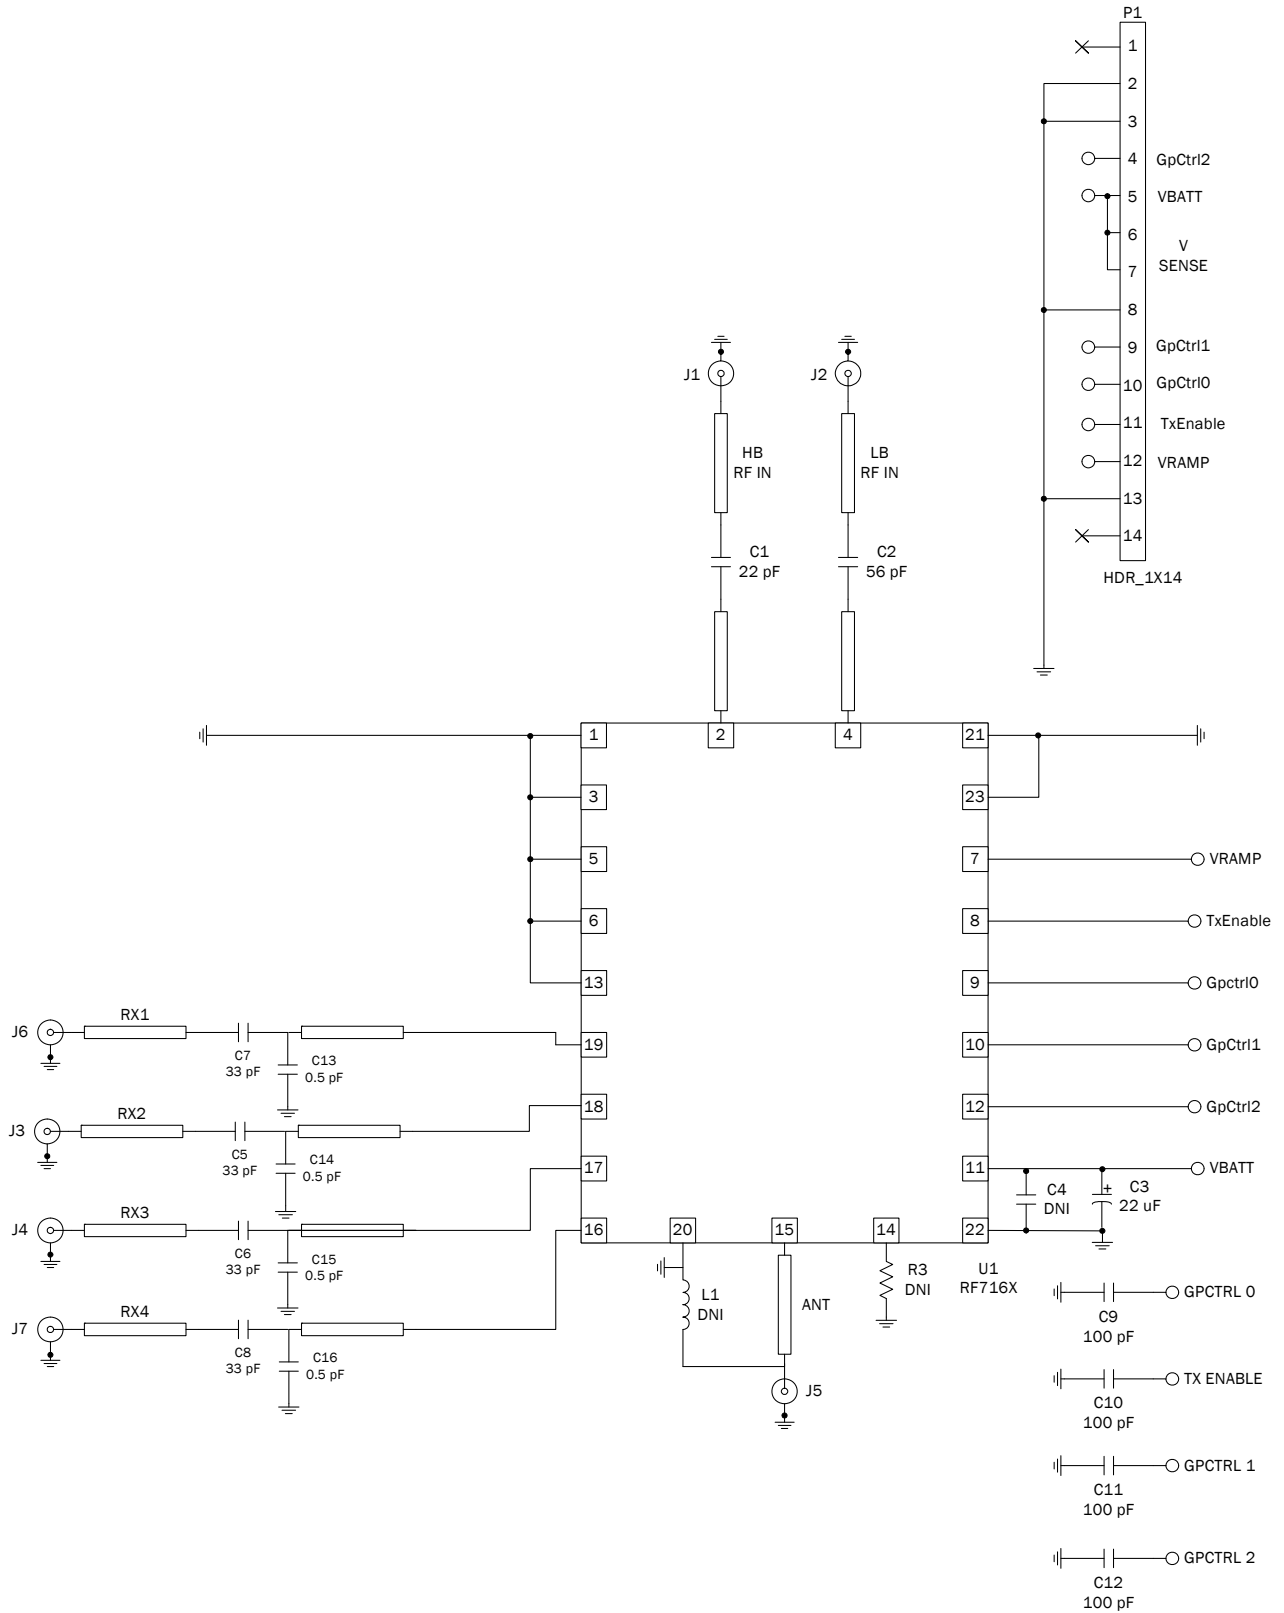 P1
1
2
3
4 GpCtrl2
5 VBATT
6
V
SENSE
7
8
9 GpCtrl1
10 GpCtrl0
11 TxEnable
12 VRAMP
13
14
HDR_1X14
J1
J2
HB
RF IN
LB
RF IN
C1
22 pF
C2
56 pF
1
2
4
21
3
23
5
7
VRAMP
6
8
TxEnable
13
9
Gpctrl0
19
10
GpCtrl1
18
12
GpCtrl2
17
11
VBATT
16
20
15
14
22
J6
RX1
C7
33 pF
C13
0.5 pF
J3
RX2
C5
33 pF
C14
0.5 pF
J4
RX3
C6
33 pF
C15
0.5 pF
J7
RX4
C8
33 pF
C16
0.5 pF
C4
DNI
+
C3
22 uF
L1
DNI
ANT
J5
R3
DNI
U1
RF716X
GPCTRL 0
C9
100 pF
TX ENABLE
C10
100 pF
GPCTRL 1
C11
100 pF
GPCTRL 2
C12
100 pF